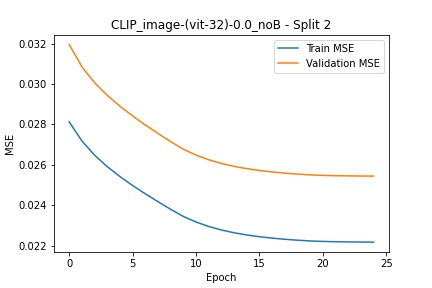 CLIP_image-(vit-32)-0.0_noB - Split 2
Train MSE
Validation MSE
MSE
0.032
0.030
0.028
0.026
0.024
0.022
0
5
10
15
20
25
Epoch